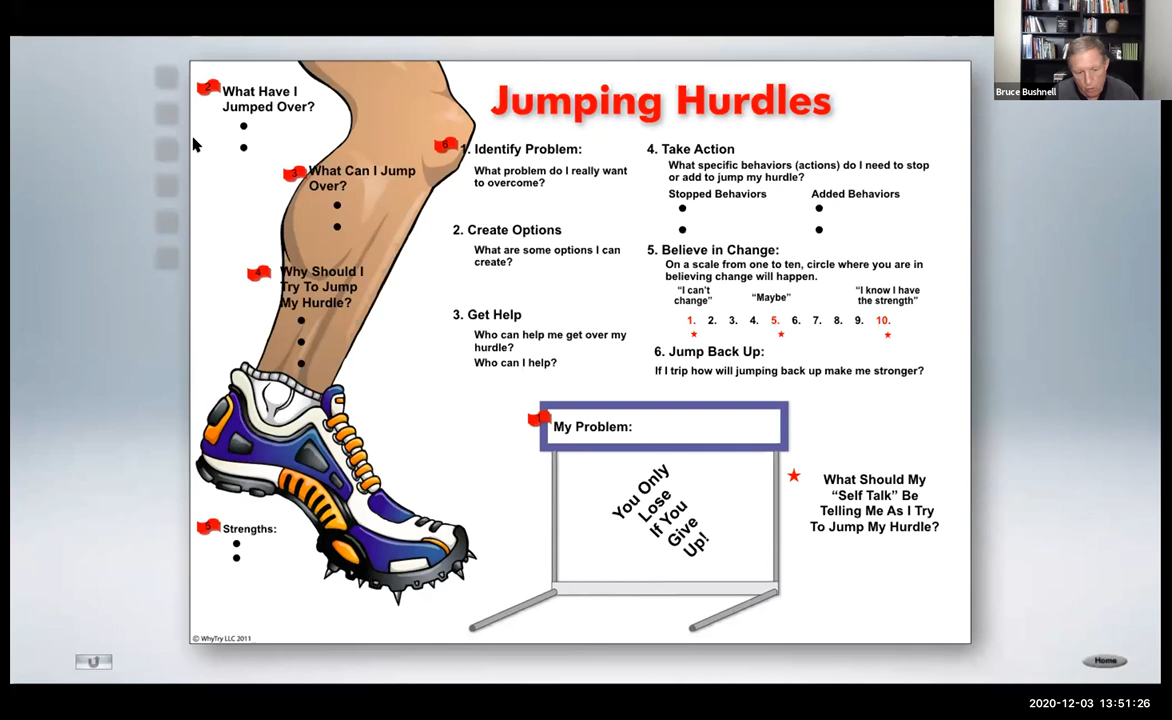 Bruce Bushnell
Jumping Hurdles
2
What Have I
Jumped Over?
3
What Can I Jump
Over?
4
Why Should I
Try To Jump
My Hurdle?
5
Strengths:
6
1. Identify Problem:
What problem do I really want
to overcome?
2. Create Options
What are some options I can
create?
3. Get Help
Who can help me get over my
hurdle?
Who can I help?
4. Take Action
What specific behaviors (actions) do I need to stop
or add to jump my hurdle?
Stopped Behaviors Added Behaviors
5. Believe in Change:
On a scale from one to ten, circle where you are in
believing change will happen.
“I can’t
change”
“Maybe”
“I know I have
the strength”
1. 2. 3. 4. 5. 6. 7. 8. 9. 10.
6. Jump Back Up:
If I trip how will jumping back up make me stronger?
My Problem:
You Only
Lose
If You
Give
Up!
What Should My
“Self Talk” Be
Telling Me As I Try
To Jump My Hurdle?
© WhyTry LLC 2011
Home
2020-12-03 13:51:26